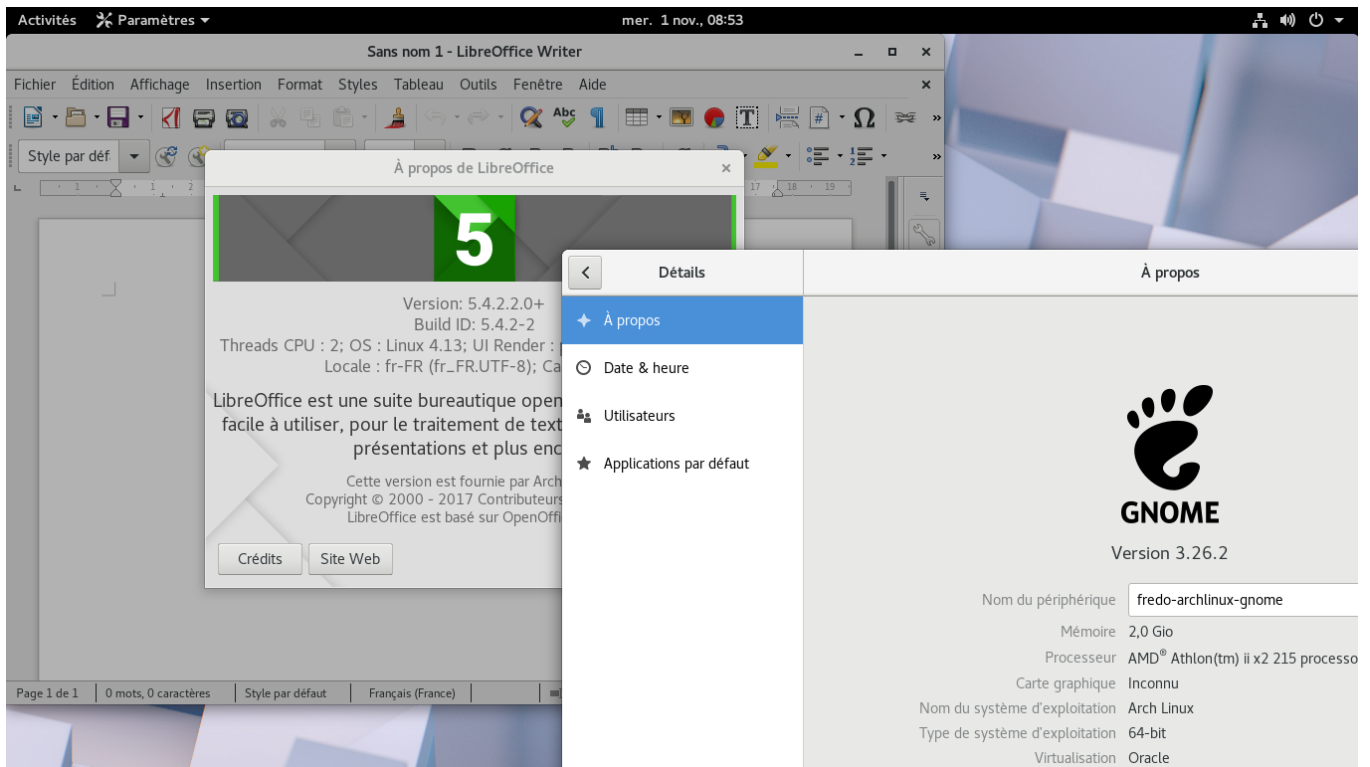 Activités Paramètres mer. 1 nov., 08:53
Sans nom 1 - LibreOffice Writer
Fichier Édition Affichage Insertion Format Styles Tableau Outils Fenêtre Aide
Style par déf
À propos de LibreOffice
5
Version: 5.4.2.2.0+
Build ID: 5.4.2-2
Threads CPU : 2; OS : Linux 4.13; UI Render :
Locale : fr-FR (fr_FR.UTF-8);
LibreOffice est une suite bureautique open
facile à utiliser, pour le traitement de
présentations et plus
Cette version est fournie par Arch
Copyright © 2000 - 2017 Contributeurs
LibreOffice est basé sur
Crédits Site Web
Page 1 de 1 0 mots, 0 caractères Style par défaut Français (France)
Détails
À propos
Date & heure
Utilisateurs
Applications par défaut
À propos
GNOME
Version 3.26.2
Nom du périphérique fredo-archlinux-gnome
Mémoire 2,0 Gio
Processeur AMD® Athlon(tm) ii x2 215 processo
Carte graphique Inconnu
Nom du système d'exploitation Arch Linux
Type de système d'exploitation 64-bit
Virtualisation Oracle